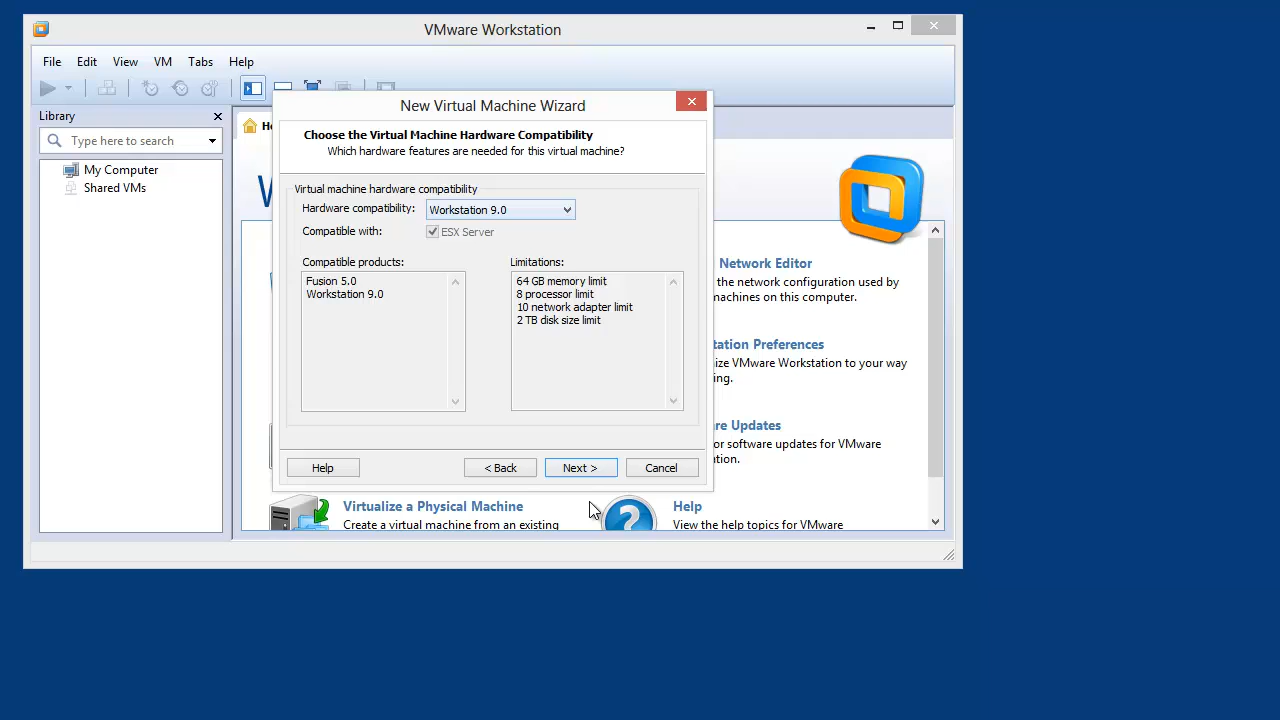 VMware Workstation
File Edit View VM Tabs Help
Library
Type here to search
My Computer
Shared VMs
New Virtual Machine Wizard
Choose the Virtual Machine Hardware Compatibility
Which hardware features are needed for this virtual machine?
Virtual machine hardware compatibility
Hardware compatibility: Workstation 9.0
Compatible with: ESX Server
Compatible products:
Fusion 5.0
Workstation 9.0
Limitations:
64 GB memory limit
8 processor limit
10 network adapter limit
2 TB disk size limit
Help < Back Next > Cancel
Network Editor
the network configuration used by
machines on this computer.
Preferences
VMware Workstation to your way
Updates
for software updates for VMware
Virtualize a Physical Machine
Create a virtual machine from an existing
Help
View the help topics for VMware